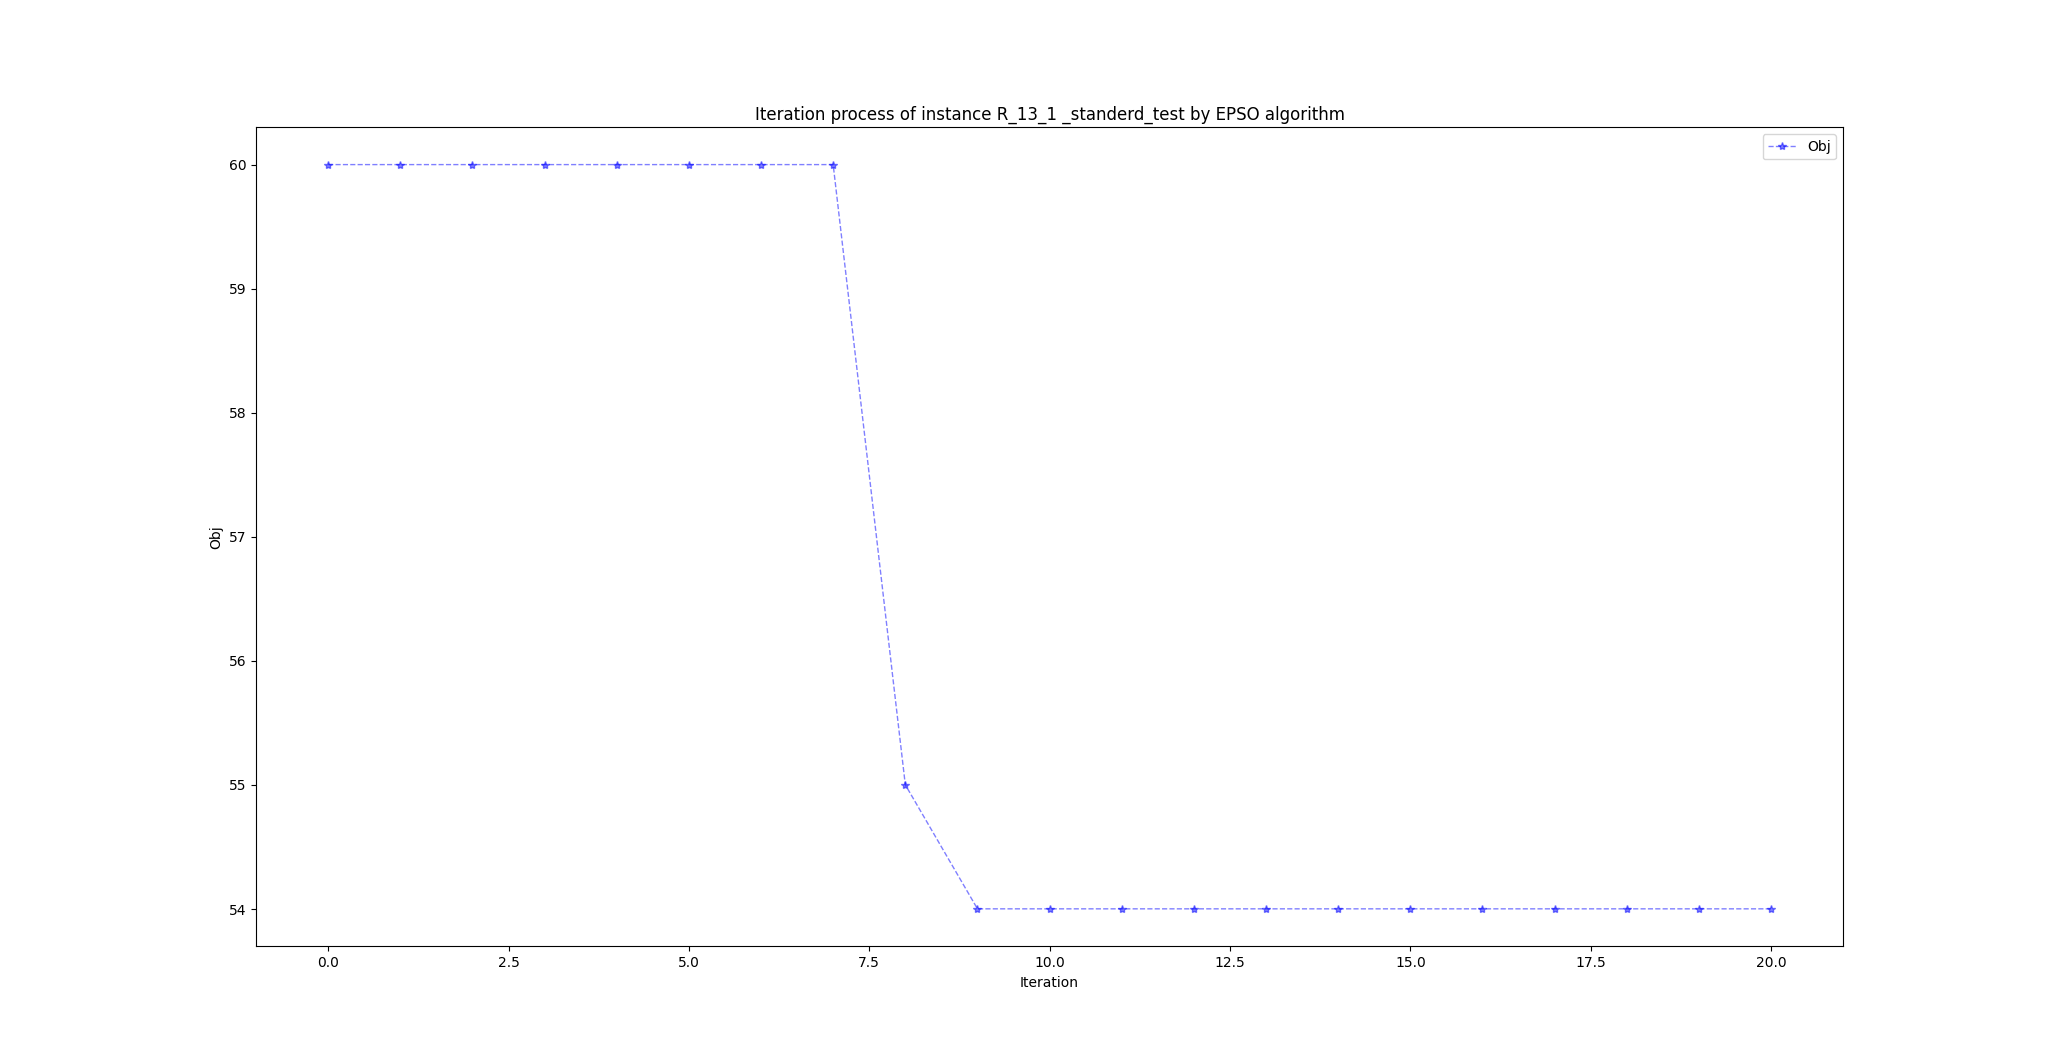 Iteration process of instance R_13_1 _standerd_test by EPSO algorithm
Obj
60
59
58
57
56
55
54
Obj
0.0 2.5 5.0 7.5 10.0 12.5 15.0 17.5 20.0
Iteration